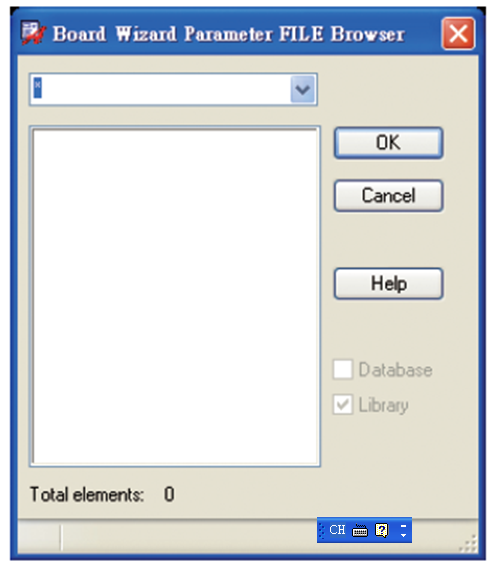 Board Wizard Parameter FILE Browser
*
OK
Cancel
Help
Database
Library
Total elements: 0
CH